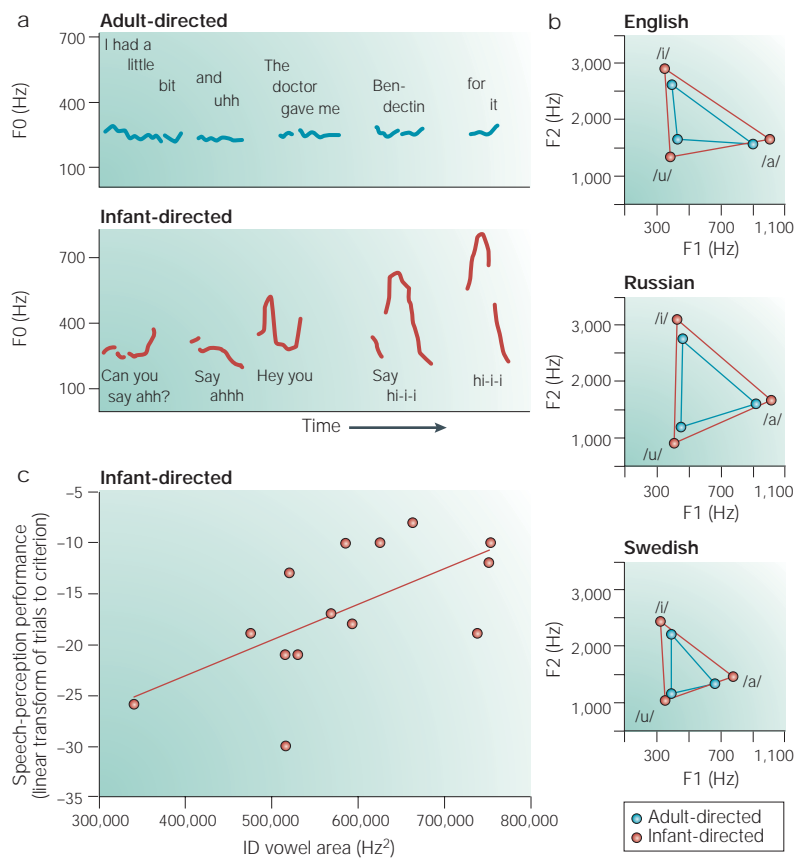 a
Adult-directed
700
400
100
F0 (Hz)
I had a
little
bit
and
uhh
The
doctor
gave me
Ben-
dectin
for
it
Infant-directed
700
400
100
F0 (Hz)
Can you
say ahh?
Say
ahhh
Hey you
Say
hi-i-i
hi-i-i
Time
b
English
3,000
2,000
1,000
F2 (Hz)
/i/
/u/
/a/
300
700
1,100
F1 (Hz)
Russian
3,000
2,000
1,000
F2 (Hz)
/i/
/u/
/a/
300
700
1,100
F1 (Hz)
Swedish
3,000
2,000
1,000
F2 (Hz)
/i/
/u/
/a/
300
700
1,100
F1 (Hz)
Adult-directed
Infant-directed
c
Infant-directed
Speech-perception performance
(linear transform of trials to criterion)
–5
–10
–15
–20
–25
–30
–35
300,000
400,000
500,000
600,000
700,000
800,000
ID vowel area (Hz²)